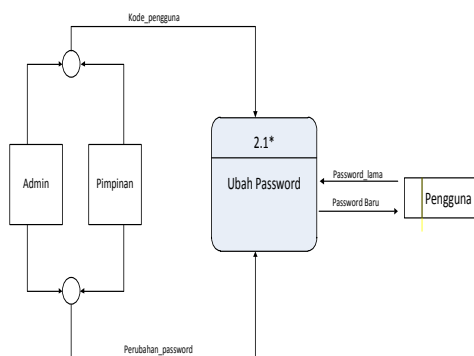 Kode_pengguna
2.1*
Ubah Password
Admin
Pimpinan
Password_lama
Password Baru
Pengguna
Perubahan_password